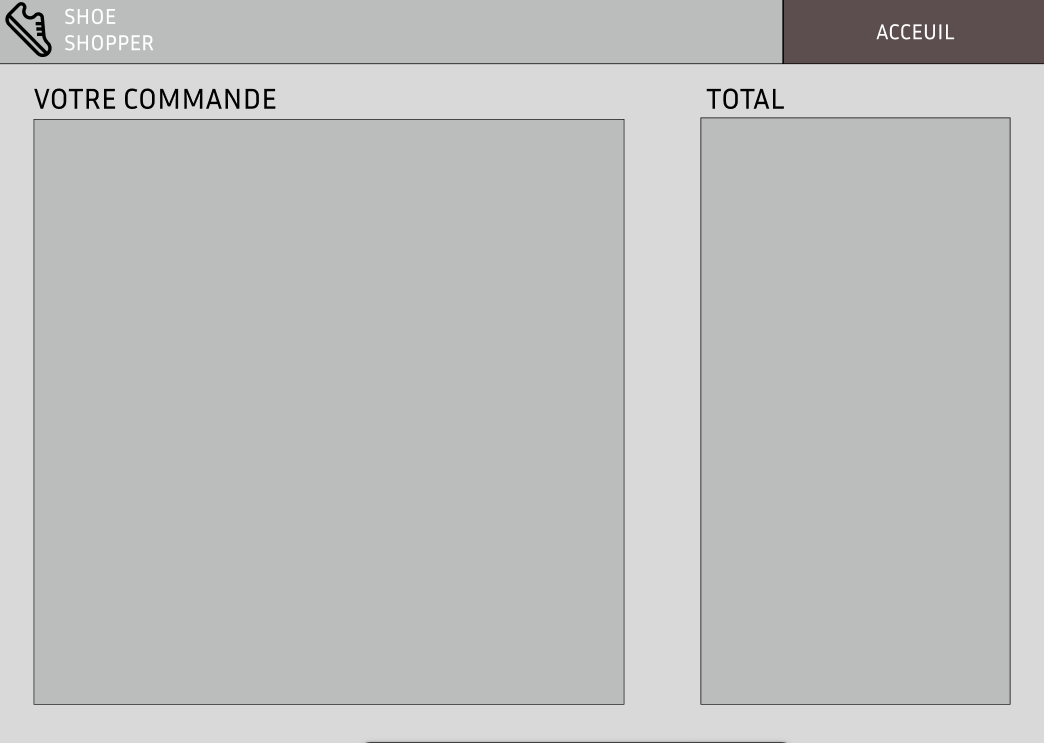 SHOE
SHOPPER
ACCEUIL
VOTRE COMMANDE
TOTAL